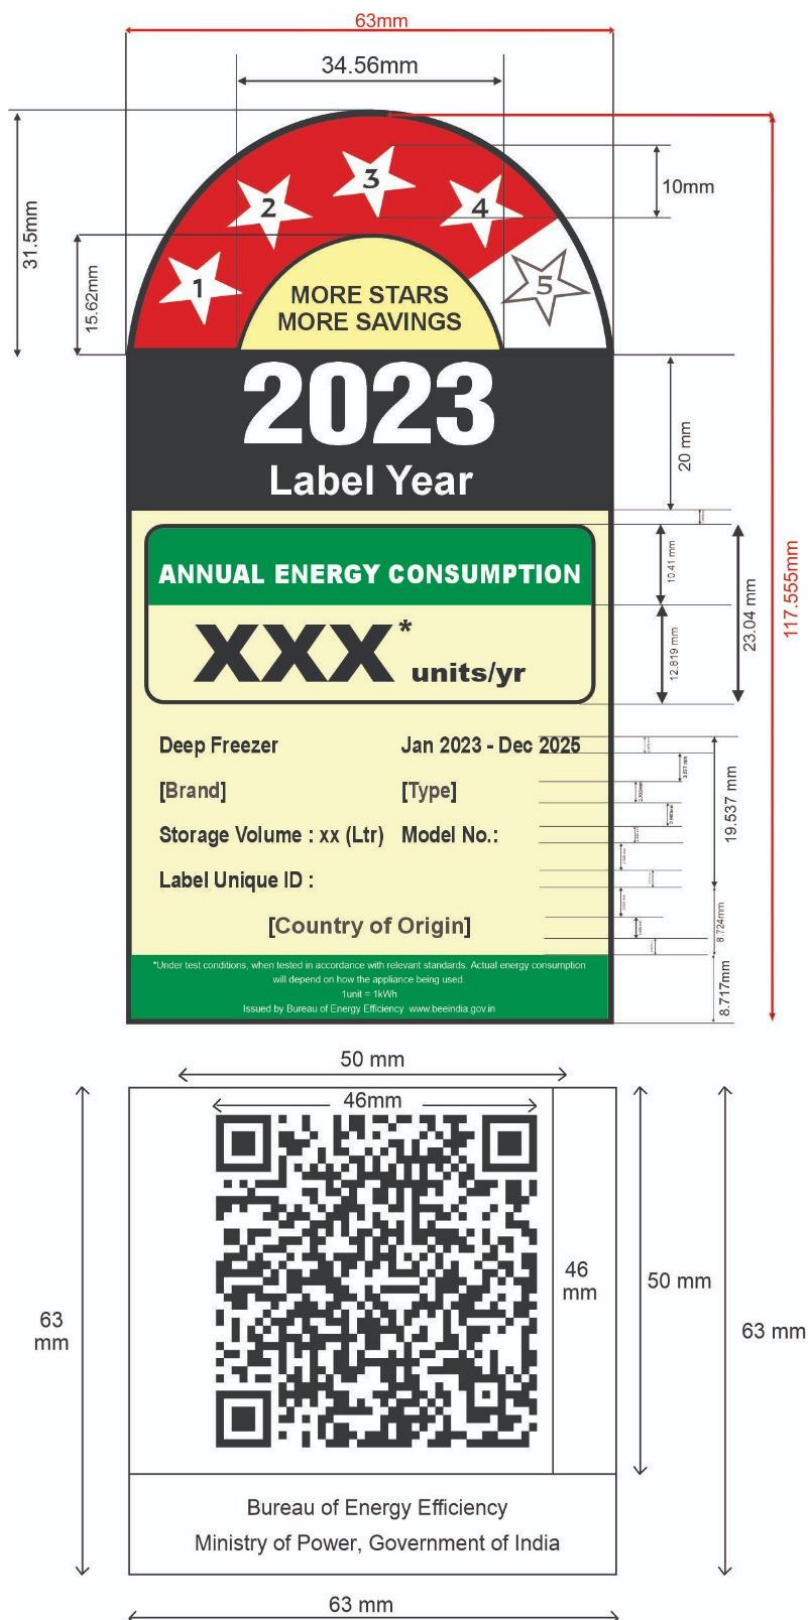 63mm
34.56mm
31.5mm
15.62mm
10mm
1
2
3
4
5
MORE STARS
MORE SAVINGS
2023
Label Year
20 mm
117.555mm
ANNUAL ENERGY CONSUMPTION
10.41 mm
23.04 mm
XXX* units/yr
12.819 mm
Deep Freezer Jan 2023 - Dec 2025
[Brand] [Type]
Storage Volume : xx (Ltr) Model No.:
Label Unique ID :
[Country of Origin]
19.537 mm
8.724mm
8.717mm
*Under test conditions, when tested in accordance with relevant standards. Actual energy consumption
will depend on how the appliance being used.
1unit = 1kWh
Issued by Bureau of Energy Efficiency www.beeindia.gov.in
50 mm
46mm
46
mm
50 mm
63
mm
63 mm
Bureau of Energy Efficiency
Ministry of Power, Government of India
63 mm